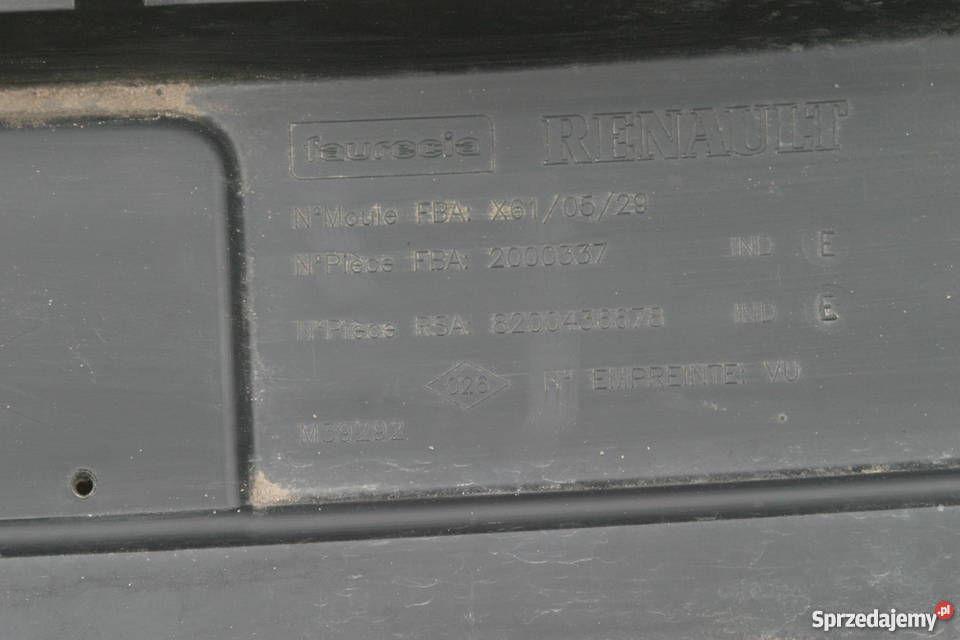 faurecia RENAULT
N°Moule FBA: X61/05/29
N°Pièce FBA: 2000337 IND E
N°Pièce RSA: 8200436678 IND E
026 N° EMPREINTE: VU
M39292
Sprzedajemy.pl